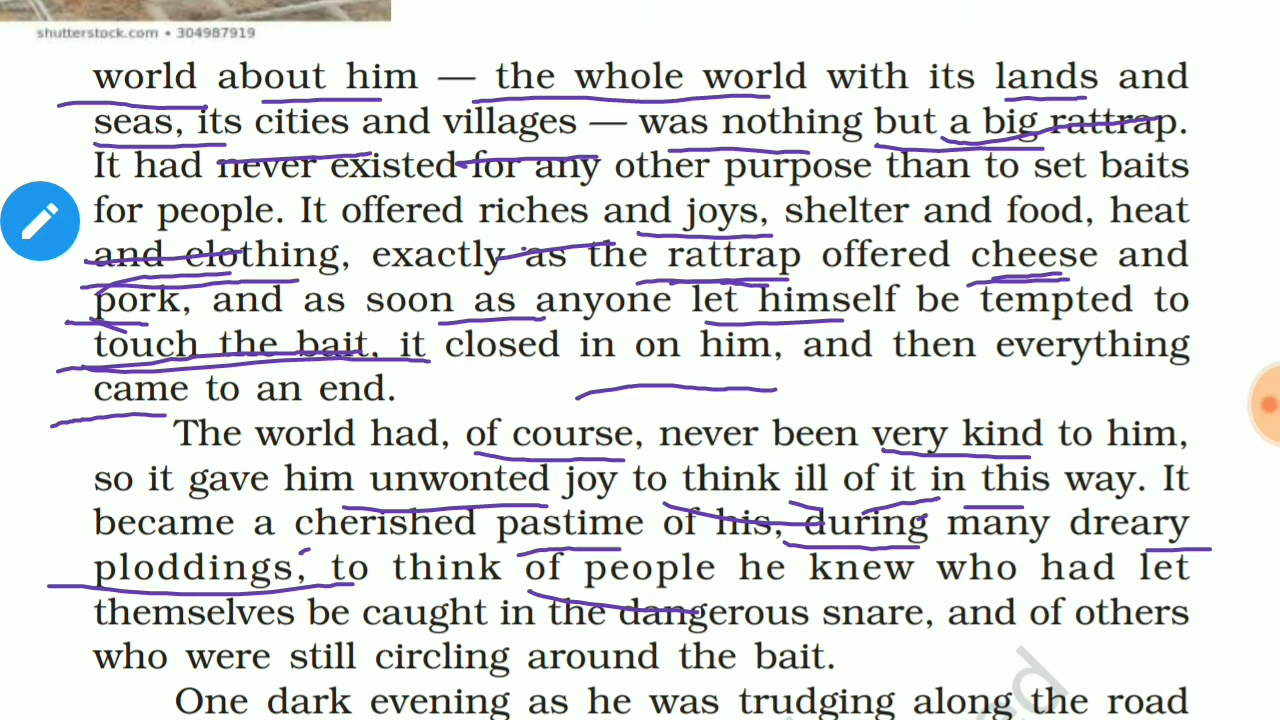 shutterstock.com • 304987919
world about him — the whole world with its lands and
seas, its cities and villages — was nothing but a big rattrap.
It had never existed for any other purpose than to set baits
for people. It offered riches and joys, shelter and food, heat
and clothing, exactly as the rattrap offered cheese and
pork, and as soon as anyone let himself be tempted to
touch the bait, it closed in on him, and then everything
came to an end.
The world had, of course, never been very kind to him,
so it gave him unwonted joy to think ill of it in this way. It
became a cherished pastime of his, during many dreary
ploddings, to think of people he knew who had let
themselves be caught in the dangerous snare, and of others
who were still circling around the bait.
One dark evening as he was trudging along the road